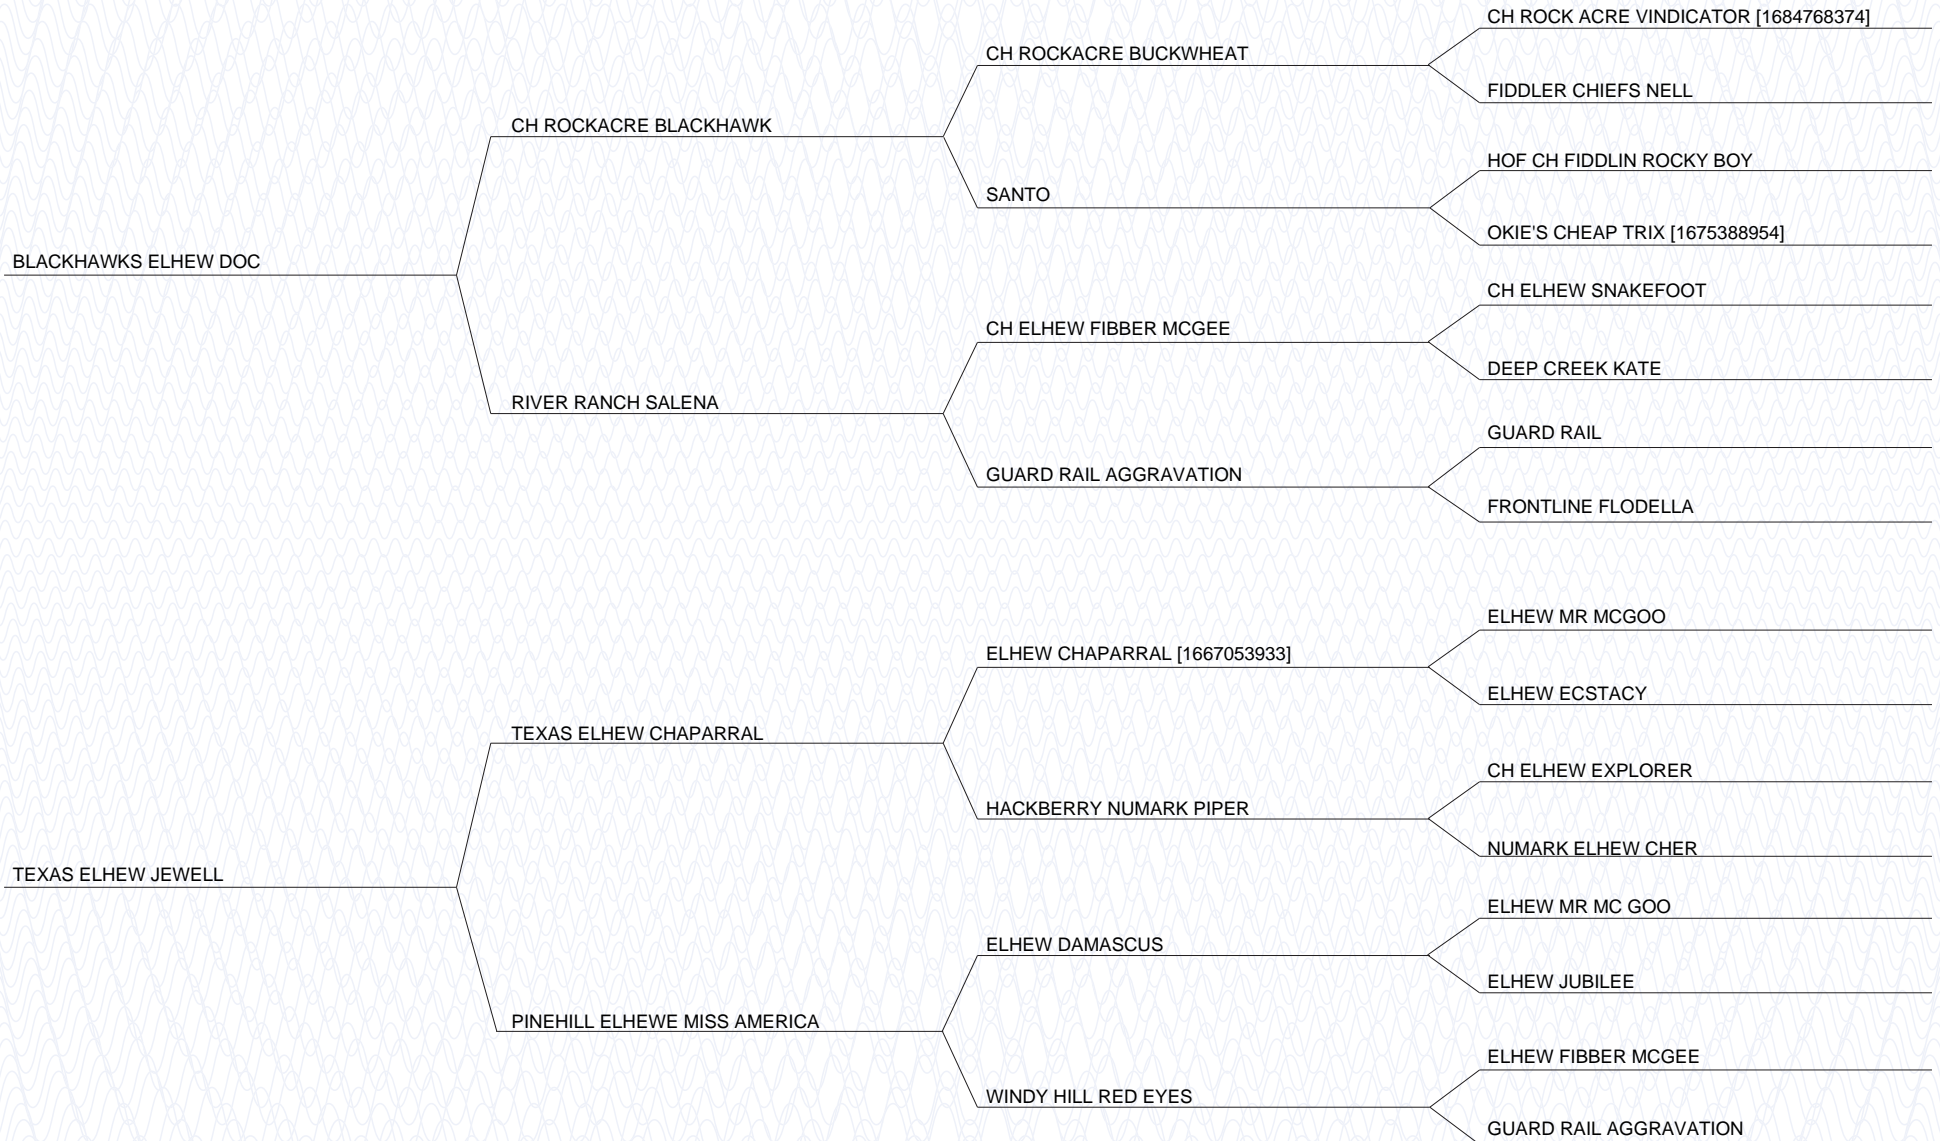 CH ROCK ACRE VINDICATOR [1684768374]
CH ROCKACRE BUCKWHEAT
FIDDLER CHIEFS NELL
CH ROCKACRE BLACKHAWK
HOF CH FIDDLIN ROCKY BOY
SANTO
OKIE'S CHEAP TRIX [1675388954]
BLACKHAWKS ELHEW DOC
CH ELHEW SNAKEFOOT
CH ELHEW FIBBER MCGEE
DEEP CREEK KATE
RIVER RANCH SALENA
GUARD RAIL
GUARD RAIL AGGRAVATION
FRONTLINE FLODELLA
ELHEW MR MCGOO
ELHEW CHAPARRAL [1667053933]
ELHEW ECSTACY
TEXAS ELHEW CHAPARRAL
CH ELHEW EXPLORER
HACKBERRY NUMARK PIPER
NUMARK ELHEW CHER
TEXAS ELHEW JEWELL
ELHEW MR MC GOO
ELHEW DAMASCUS
ELHEW JUBILEE
PINEHILL ELHEWE MISS AMERICA
ELHEW FIBBER MCGEE
WINDY HILL RED EYES
GUARD RAIL AGGRAVATION